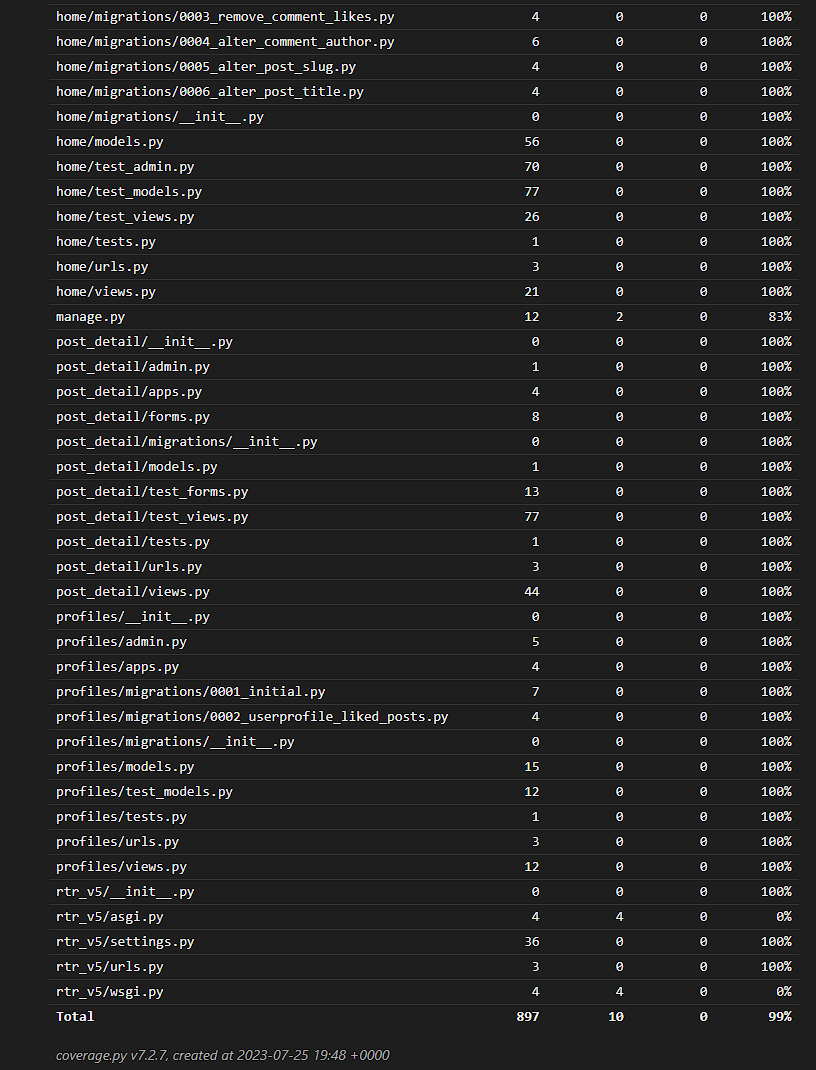 home/migrations/0003_remove_comment_likes.py 4 0 0 100%
home/migrations/0004_alter_comment_author.py 6 0 0 100%
home/migrations/0005_alter_post_slug.py 4 0 0 100%
home/migrations/0006_alter_post_title.py 4 0 0 100%
home/migrations/__init__.py 0 0 0 100%
home/models.py 56 0 0 100%
home/test_admin.py 70 0 0 100%
home/test_models.py 77 0 0 100%
home/test_views.py 26 0 0 100%
home/tests.py 1 0 0 100%
home/urls.py 3 0 0 100%
home/views.py 21 0 0 100%
manage.py 12 2 0 83%
post_detail/__init__.py 0 0 0 100%
post_detail/admin.py 1 0 0 100%
post_detail/apps.py 4 0 0 100%
post_detail/forms.py 8 0 0 100%
post_detail/migrations/__init__.py 0 0 0 100%
post_detail/models.py 1 0 0 100%
post_detail/test_forms.py 13 0 0 100%
post_detail/test_views.py 77 0 0 100%
post_detail/tests.py 1 0 0 100%
post_detail/urls.py 3 0 0 100%
post_detail/views.py 44 0 0 100%
profiles/__init__.py 0 0 0 100%
profiles/admin.py 5 0 0 100%
profiles/apps.py 4 0 0 100%
profiles/migrations/0001_initial.py 7 0 0 100%
profiles/migrations/0002_userprofile_liked_posts.py 4 0 0 100%
profiles/migrations/__init__.py 0 0 0 100%
profiles/models.py 15 0 0 100%
profiles/test_models.py 12 0 0 100%
profiles/tests.py 1 0 0 100%
profiles/urls.py 3 0 0 100%
profiles/views.py 12 0 0 100%
rtr_v5/__init__.py 0 0 0 100%
rtr_v5/asgi.py 4 4 0 0%
rtr_v5/settings.py 36 0 0 100%
rtr_v5/urls.py 3 0 0 100%
rtr_v5/wsgi.py 4 4 0 0%
Total 897 10 0 99%
coverage.py v7.2.7, created at 2023-07-25 19:48 +0000